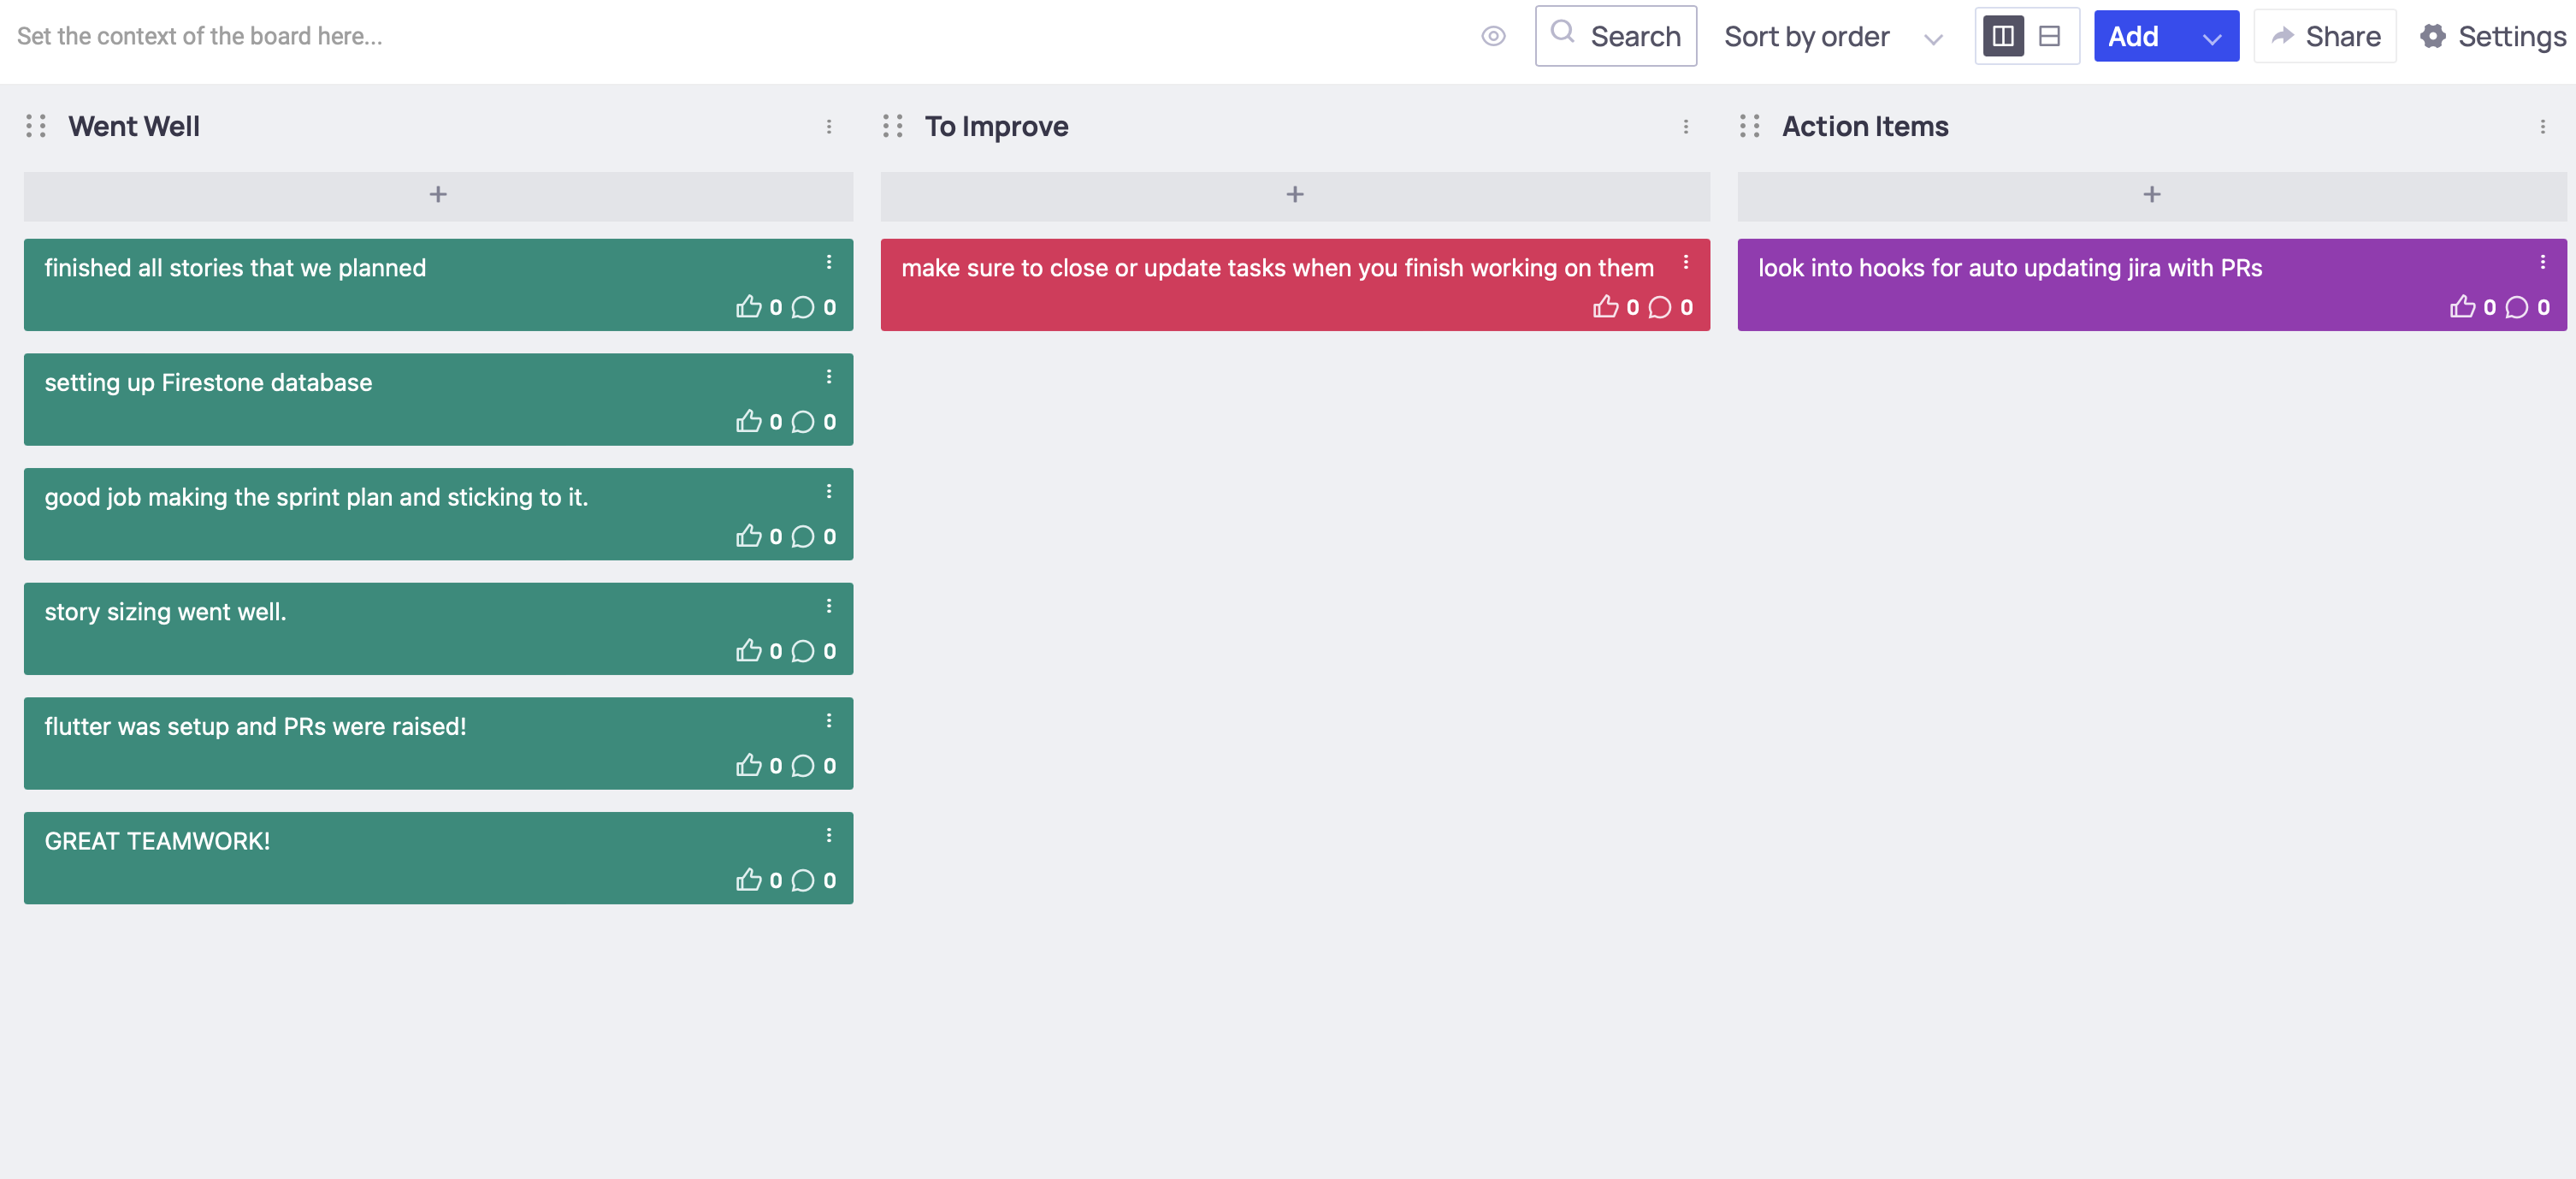 Set the context of the board here...
Search
Sort by order
Add
Share
Settings
Went Well
To Improve
Action Items
+
+
+
finished all stories that we planned
0 0
setting up Firestone database
0 0
good job making the sprint plan and sticking to it.
0 0
story sizing went well.
0 0
flutter was setup and PRs were raised!
0 0
GREAT TEAMWORK!
0 0
make sure to close or update tasks when you finish working on them
0 0
look into hooks for auto updating jira with PRs
0 0